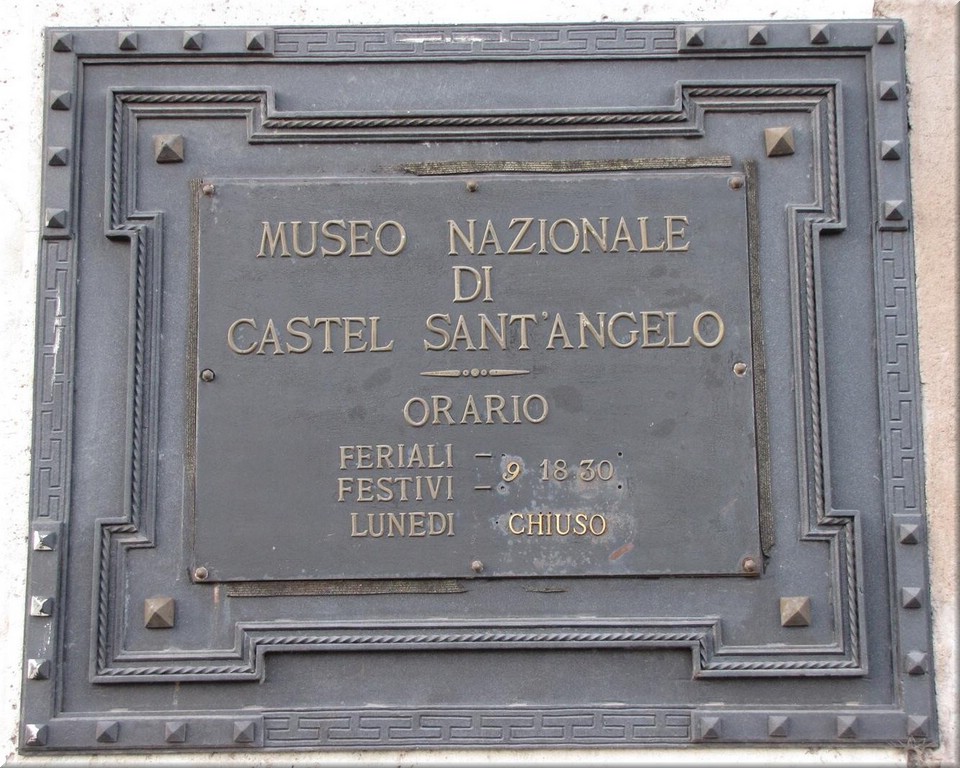 MUSEO NAZIONALE
DI
CASTEL SANT'ANGELO
ORARIO
FERIALI –
9 18 30
FESTIVI –
LUNEDI CHIUSO